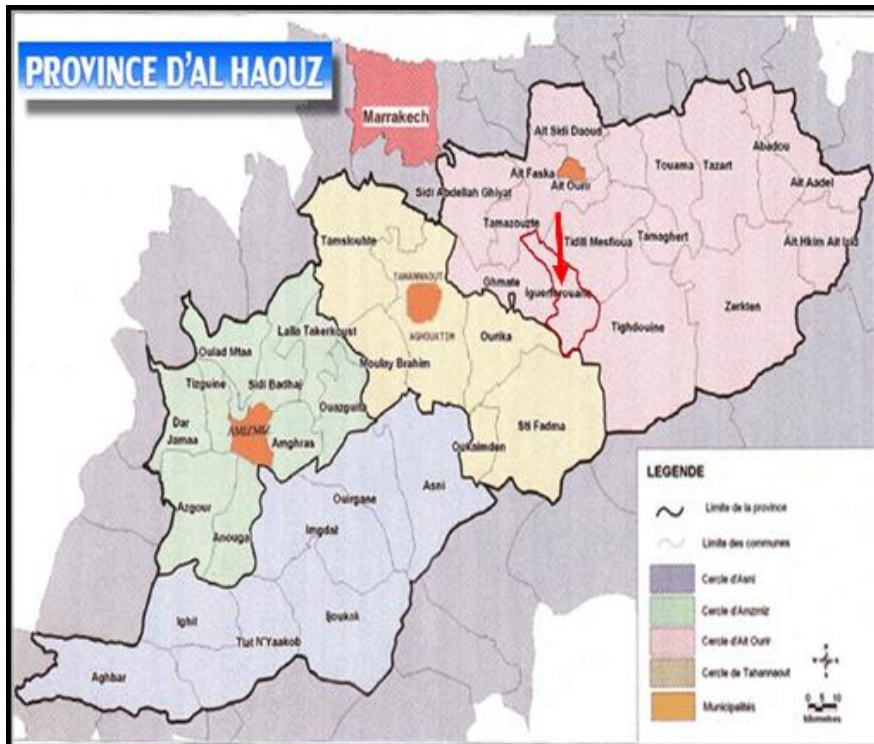 PROVINCE D'AL HAOUZ
Marrakech
Ait Sidi Daoud
Abadou
Touama
Tazart
Ait Faska
Ait Ourir
Sidi Abdellah Ghiyat
Ait Aadel
Tamazouzte
Tamslouhte
Tidili Mesfioua
Tamaghert
Ait Hkim Ait Izid
TAHANNAOUT
Ghmate
Iguerferouane
Zerkten
Lalla Takerkoust
AGHOUATIM
Ourika
Tighdouine
Oulad Mtaa
Moulay Brahim
Tizguine
Sidi Badhaj
Ouazguita
Dar
Jamaa
AMIZMIZ
Amghras
Sti Fadma
Oukaimden
Asni
Azgour
Ouirgane
Anouga
Imgdal
Ighil
Ijoukak
Tlat N'Yaakob
Aghbar
LEGENDE
Limite de la province
Limite des communes
Cercle d'Asni
Cercle d'Amizmiz
Cercle d'Ait Ourir
Cercle de Tahannaout
Municipalités
0 5 10
Kilometres